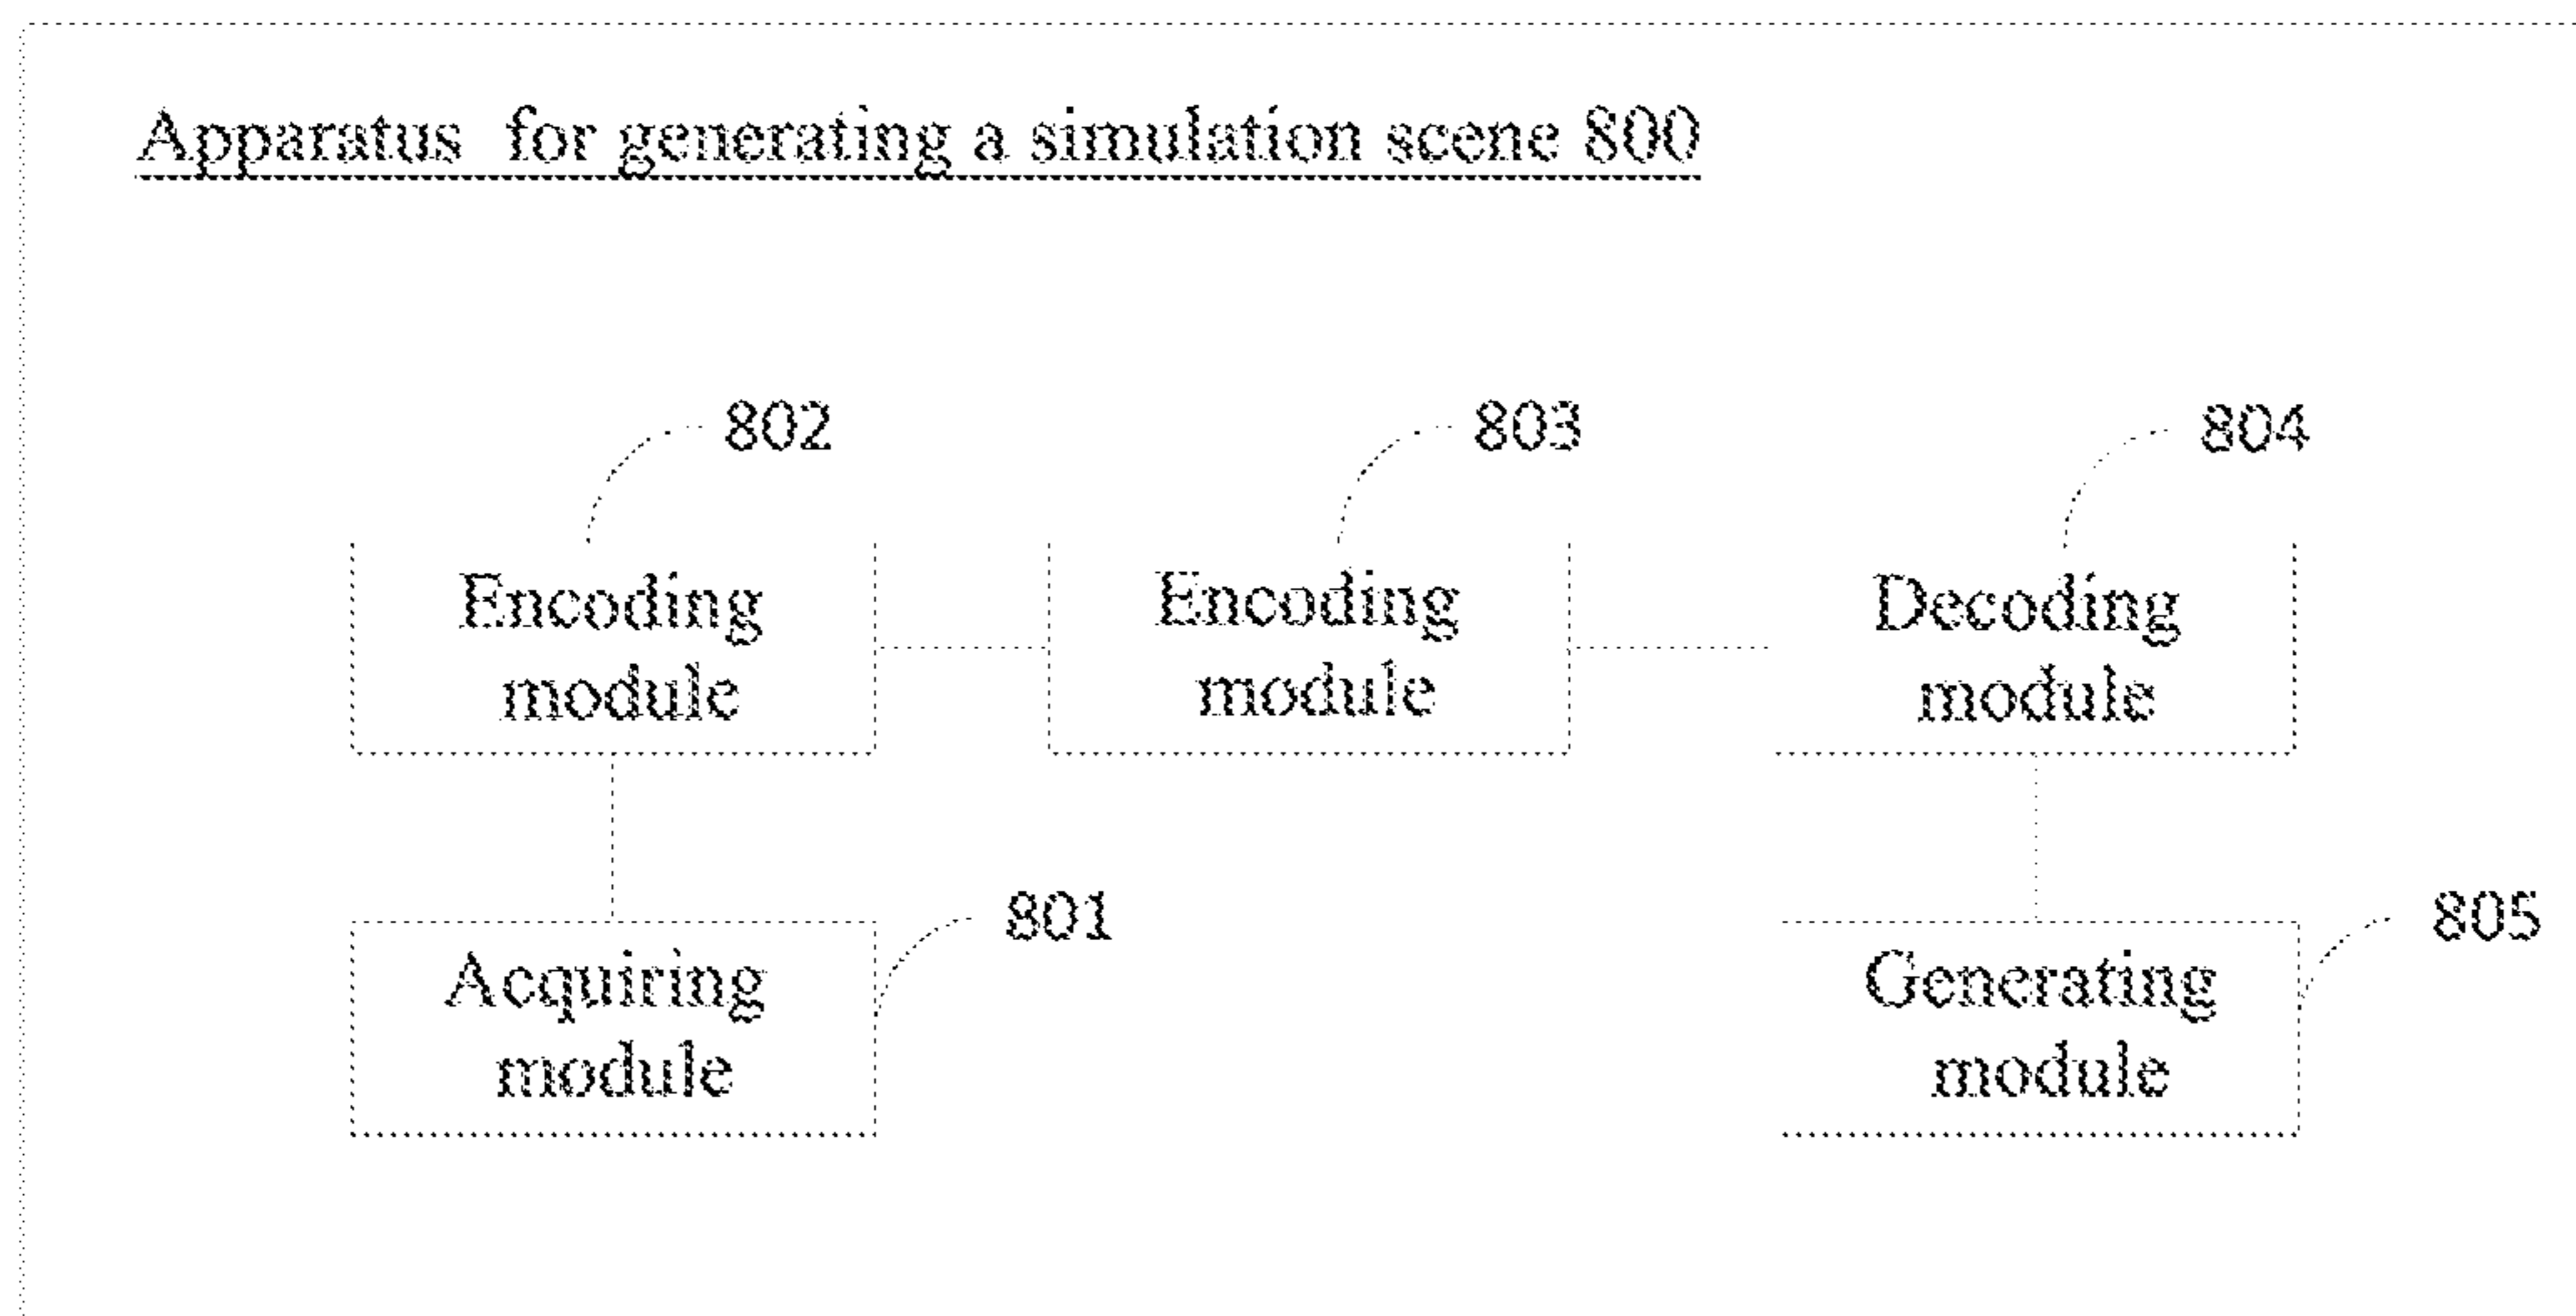 Apparatus for generating a simulation scene 800
802
803
804
Encoding
module
Encoding
module
Decoding
module
801
805
Acquiring
module
Generating
module